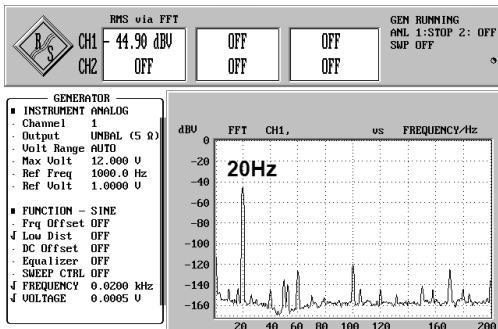 RMS via FFT
R/S
CH1 - 44.90 dBV OFF OFF
CH2 OFF OFF OFF
GEN RUNNING
ANL 1:STOP 2: OFF
SWP OFF
GENERATOR
INSTRUMENT ANALOG
Channel 1
Output UNBAL (5 Ω)
Volt Range AUTO
Max Volt 12.000 V
Ref Freq 1000.0 Hz
Ref Volt 1.0000 V
FUNCTION - SINE
Frq Offset OFF
√ Low Dist OFF
DC Offset OFF
Equalizer OFF
SWEEP CTRL OFF
√ FREQUENCY 0.0200 kHz
√ VOLTAGE 0.0005 V
dBV FFT CH1, vs FREQUENCY/Hz
0
-20
20Hz
-40
-60
-80
-100
-120
-140
-160
20 40 60 80 100 120 160 200